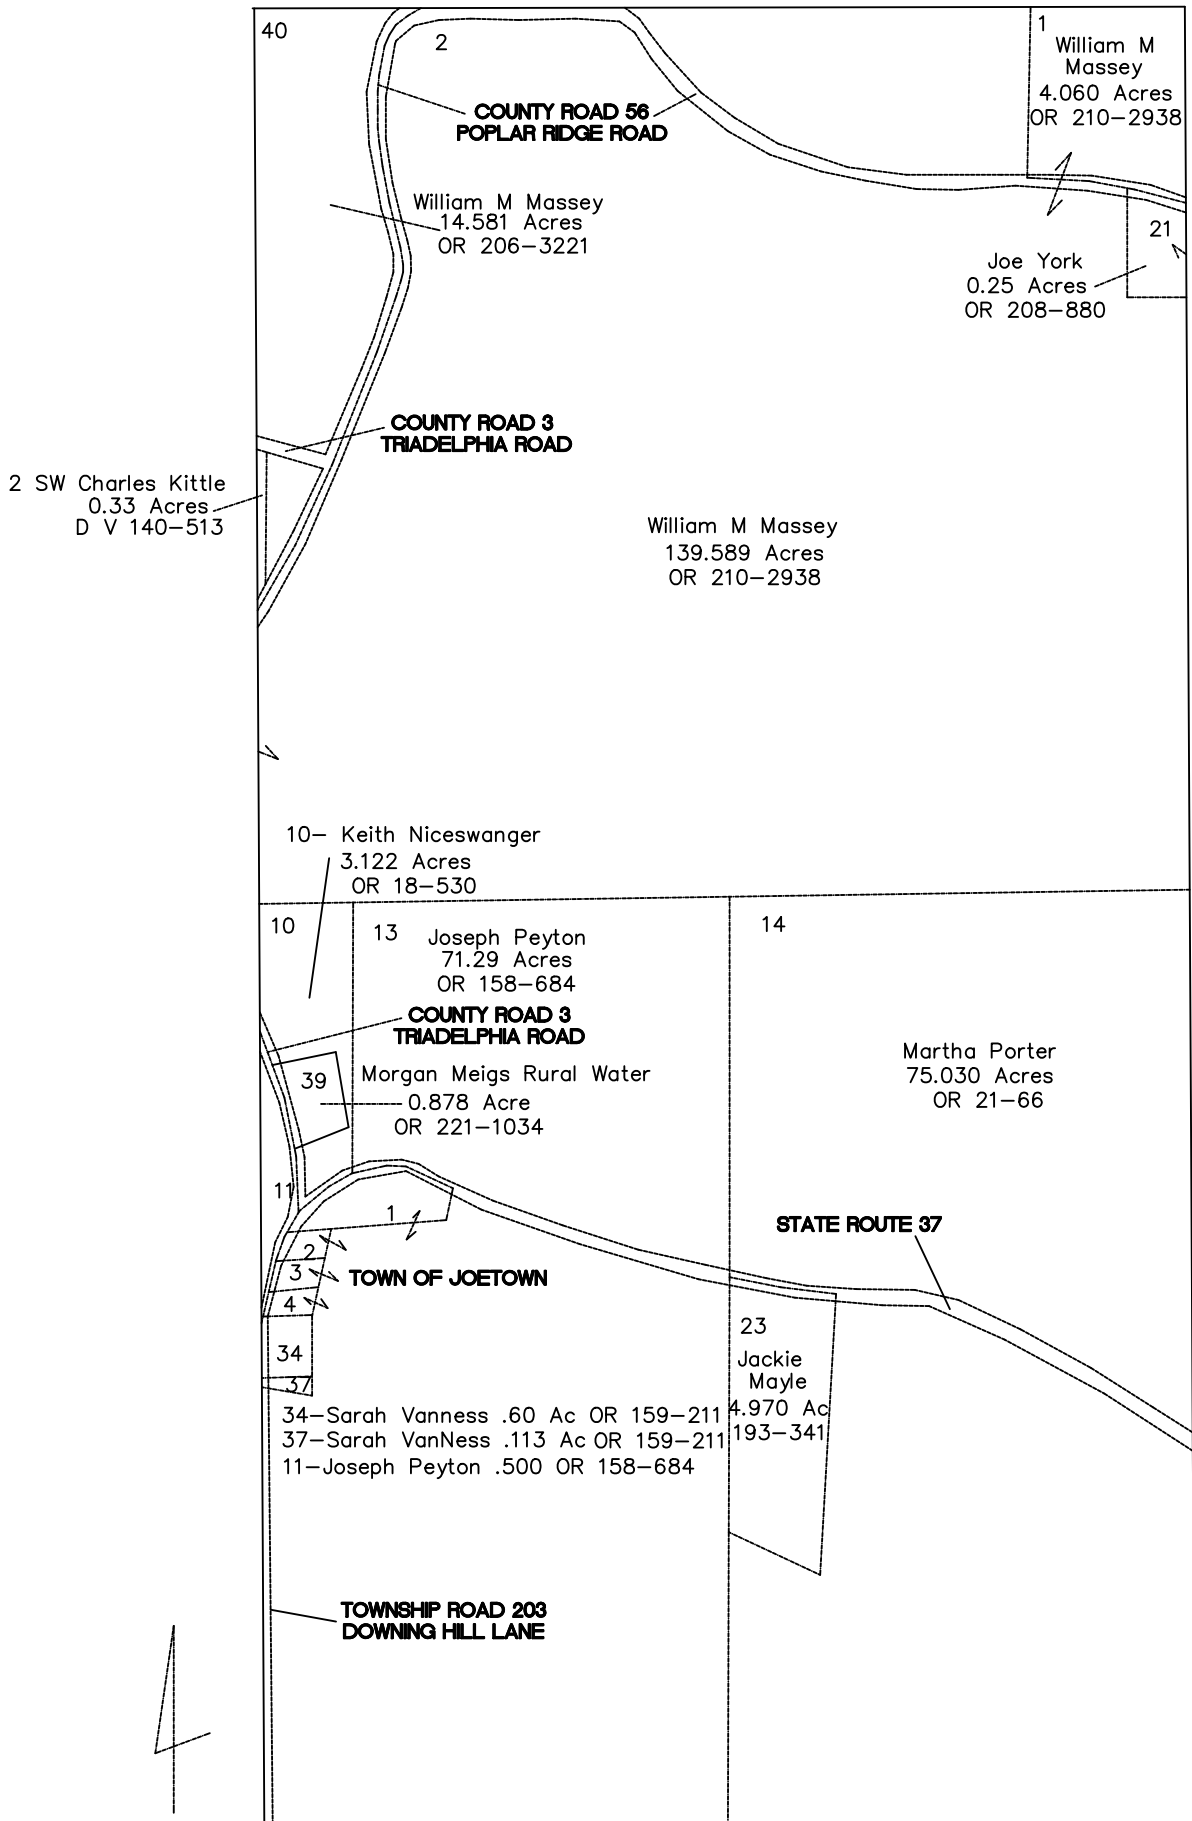 40
2
1
William M
Massey
4.060 Acres
OR 210-2938
COUNTY ROAD 56
POPLAR RIDGE ROAD
William M Massey
14.581 Acres
OR 206-3221
21
Joe York
0.25 Acres
OR 208-880
COUNTY ROAD 3
TRIADELPHIA ROAD
2 SW Charles Kittle
0.33 Acres
D V 140-513
William M Massey
139.589 Acres
OR 210-2938
10- Keith Niceswanger
3.122 Acres
OR 18-530
10
13
14
Joseph Peyton
71.29 Acres
OR 158-684
COUNTY ROAD 3
TRIADELPHIA ROAD
Martha Porter
75.030 Acres
OR 21-66
39
Morgan Meigs Rural Water
0.878 Acre
OR 221-1034
11
1
STATE ROUTE 37
2
3
4
TOWN OF JOETOWN
34
37
23
Jackie
Mayle
4.970 Ac
193-341
34-Sarah Vanness .60 Ac OR 159-211
37-Sarah VanNess .113 Ac OR 159-211
11-Joseph Peyton .500 OR 158-684
TOWNSHIP ROAD 203
DOWNING HILL LANE